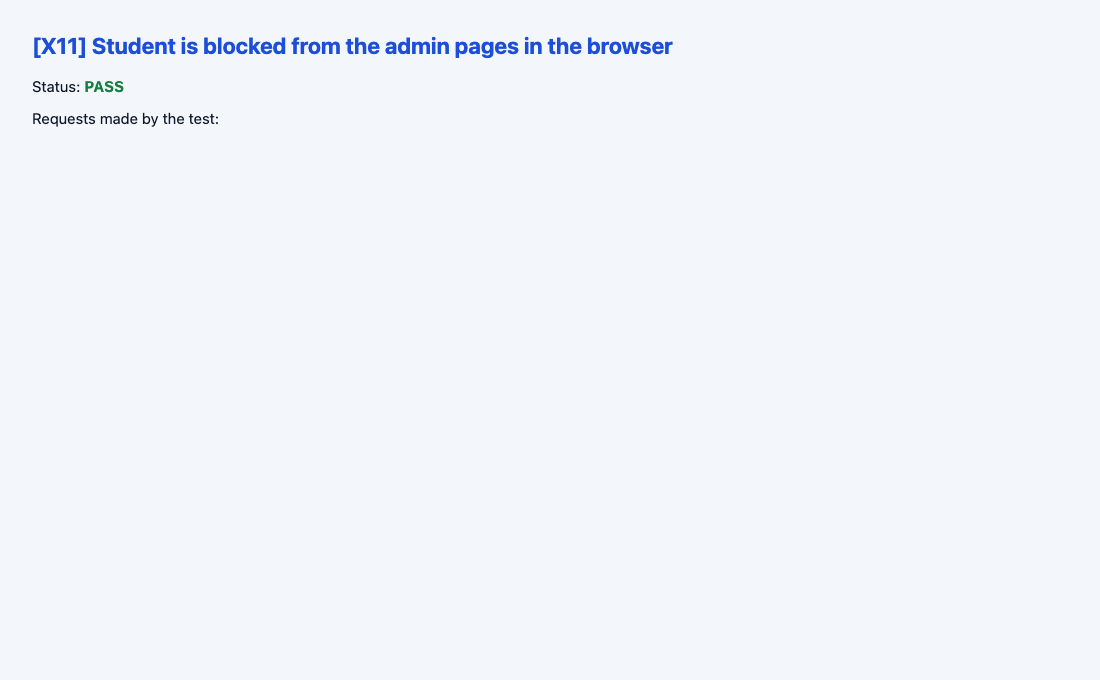 [X11] Student is blocked from the admin pages in the browser
Status: PASS
Requests made by the test: